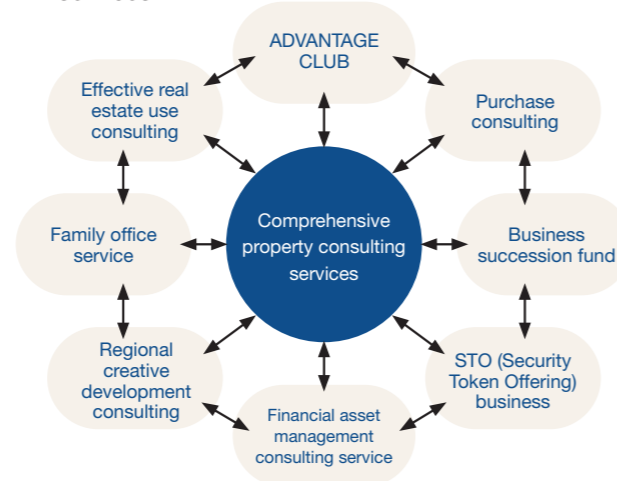 ADVANTAGE
CLUB
Effective real
estate use
consulting
Purchase
consulting
Comprehensive
property consulting
services
Family office
service
Business
succession fund
Regional
creative
development
consulting
STO (Security
Token Offering)
business
Financial asset
management
consulting service